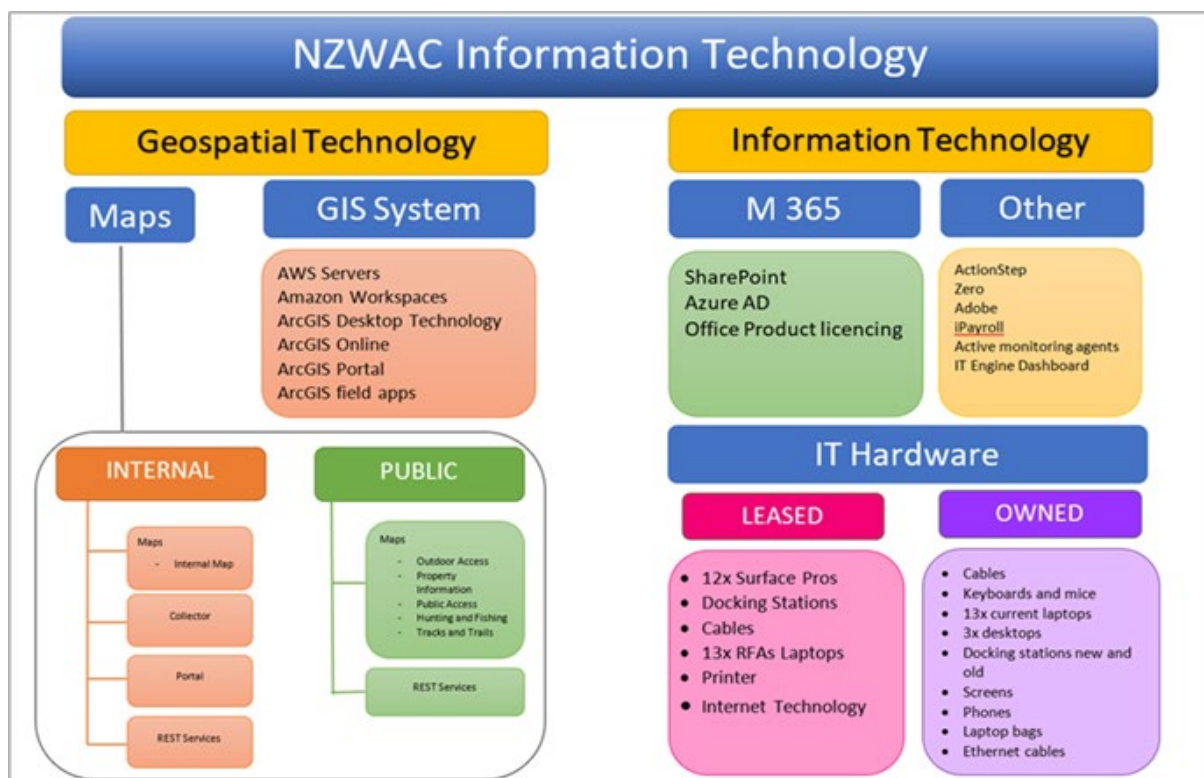 NZWAC Information Technology
Geospatial Technology
Maps
GIS System
AWS Servers
Amazon Workspaces
ArcGIS Desktop Technology
ArcGIS Online
ArcGIS Portal
ArcGIS field apps
INTERNAL
Maps
- Internal Map
Collector
Portal
REST Services
PUBLIC
Maps
- Outdoor Access
- Property
Information
- Public Access
- Hunting and Fishing
- Tracks and Trails
REST Services
Information Technology
M 365
SharePoint
Azure AD
Office Product licencing
Other
ActionStep
Zero
Adobe
iPayroll
Active monitoring agents
IT Engine Dashboard
IT Hardware
LEASED
• 12x Surface Pros
• Docking Stations
• Cables
• 13x RFAs Laptops
• Printer
• Internet Technology
OWNED
• Cables
• Keyboards and mice
• 13x current laptops
• 3x desktops
• Docking stations new and
old
• Screens
• Phones
• Laptop bags
• Ethernet cables